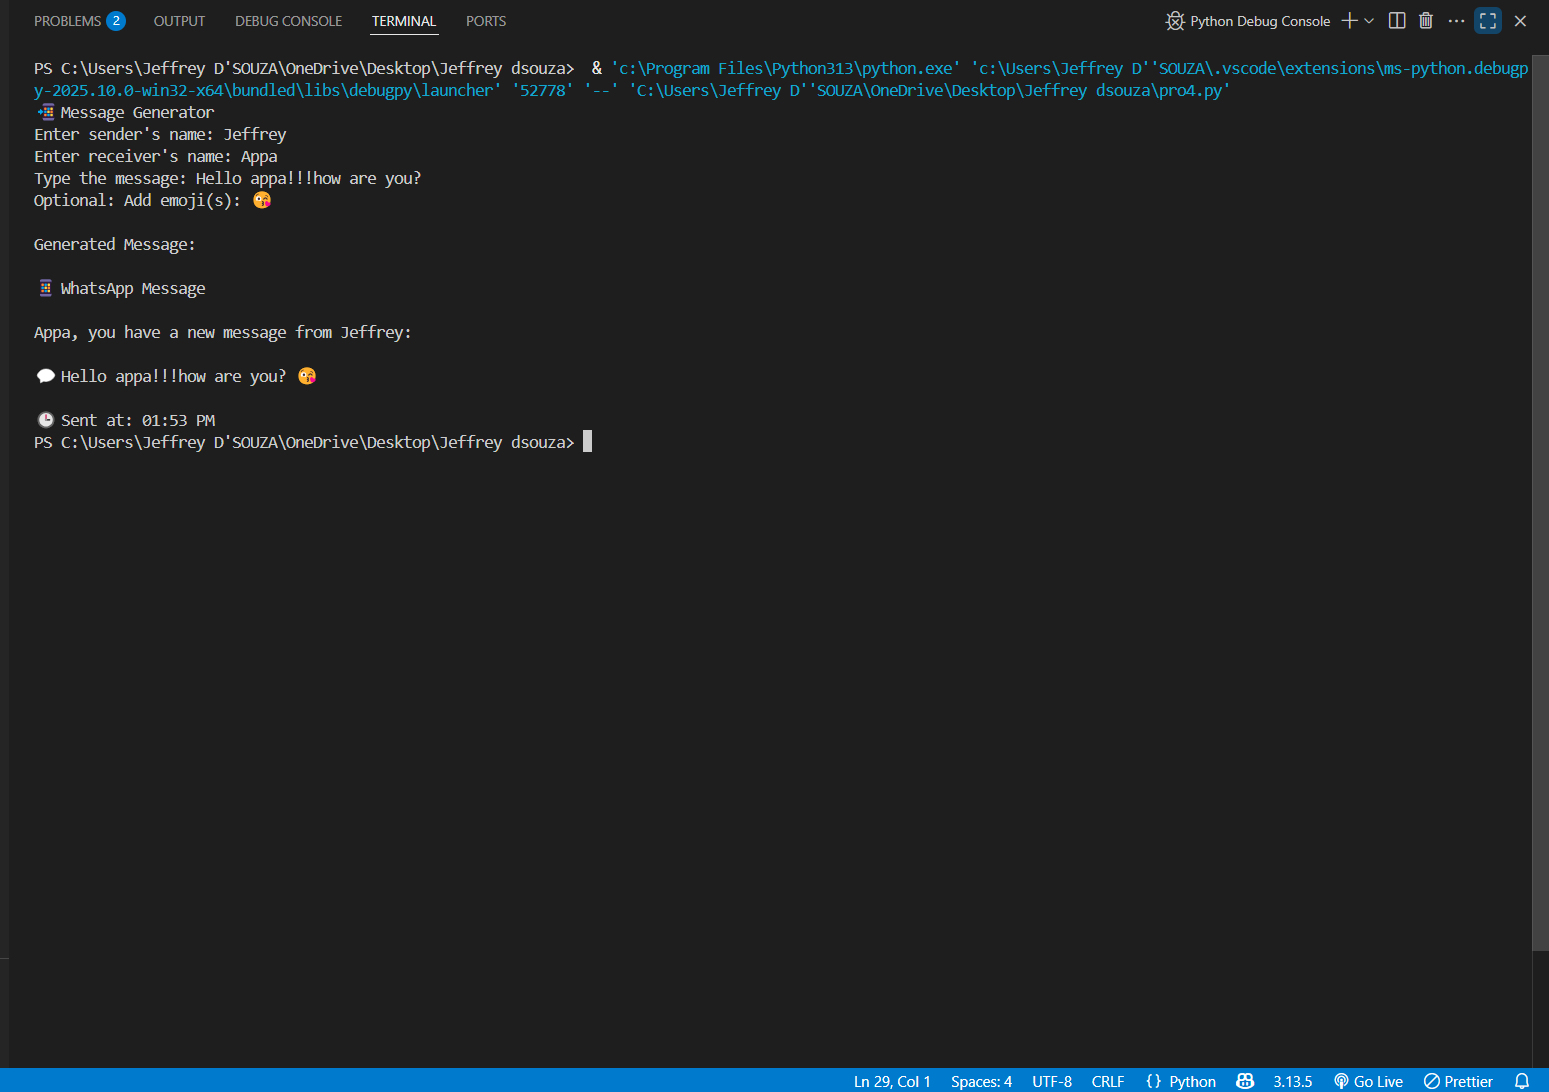 PROBLEMS 2 OUTPUT DEBUG CONSOLE TERMINAL PORTS Python Debug Console
PS C:\Users\Jeffrey D'SOUZA\OneDrive\Desktop\Jeffrey dsouza>  & 'c:\Program Files\Python313\python.exe' 'c:\Users\Jeffrey D''SOUZA\.vscode\extensions\ms-python.debugp
y-2025.10.0-win32-x64\bundled\libs\debugpy\launcher' '52778' '--' 'C:\Users\Jeffrey D''SOUZA\OneDrive\Desktop\Jeffrey dsouza\pro4.py'
📲 Message Generator
Enter sender's name: Jeffrey
Enter receiver's name: Appa
Type the message: Hello appa!!!how are you?
Optional: Add emoji(s): 😘
Generated Message:
📱 WhatsApp Message
Appa, you have a new message from Jeffrey:
💬 Hello appa!!!how are you? 😘
🕒 Sent at: 01:53 PM
PS C:\Users\Jeffrey D'SOUZA\OneDrive\Desktop\Jeffrey dsouza>
Ln 29, Col 1 Spaces: 4 UTF-8 CRLF {} Python 3.13.5 Go Live Prettier